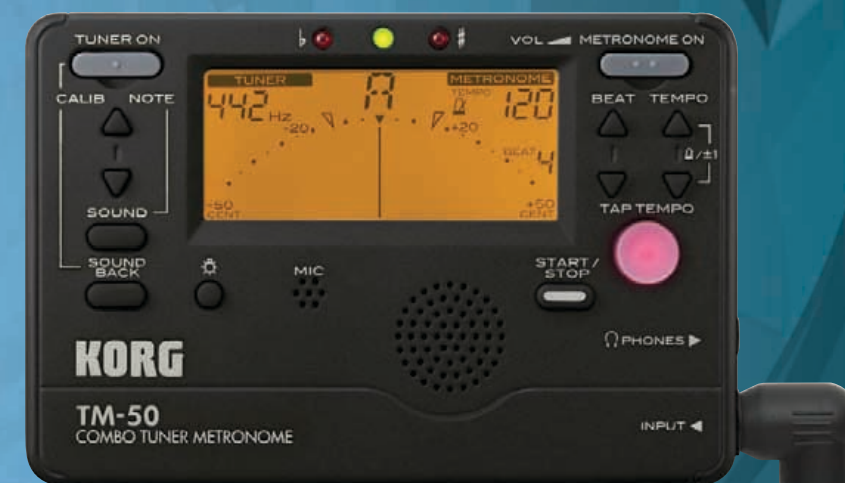 TUNER ON
♭ ♯
VOL
METRONOME ON
CALIB NOTE
TUNER
442 Hz
A
METRONOME
TEMPO
120
-20
+20
BEAT 4
-50
CENT
+50
CENT
BEAT TEMPO
/±1
SOUND
TAP TEMPO
SOUND
BACK
MIC
START/
STOP
KORG
PHONES ▶
TM-50
COMBO TUNER METRONOME
INPUT ◀